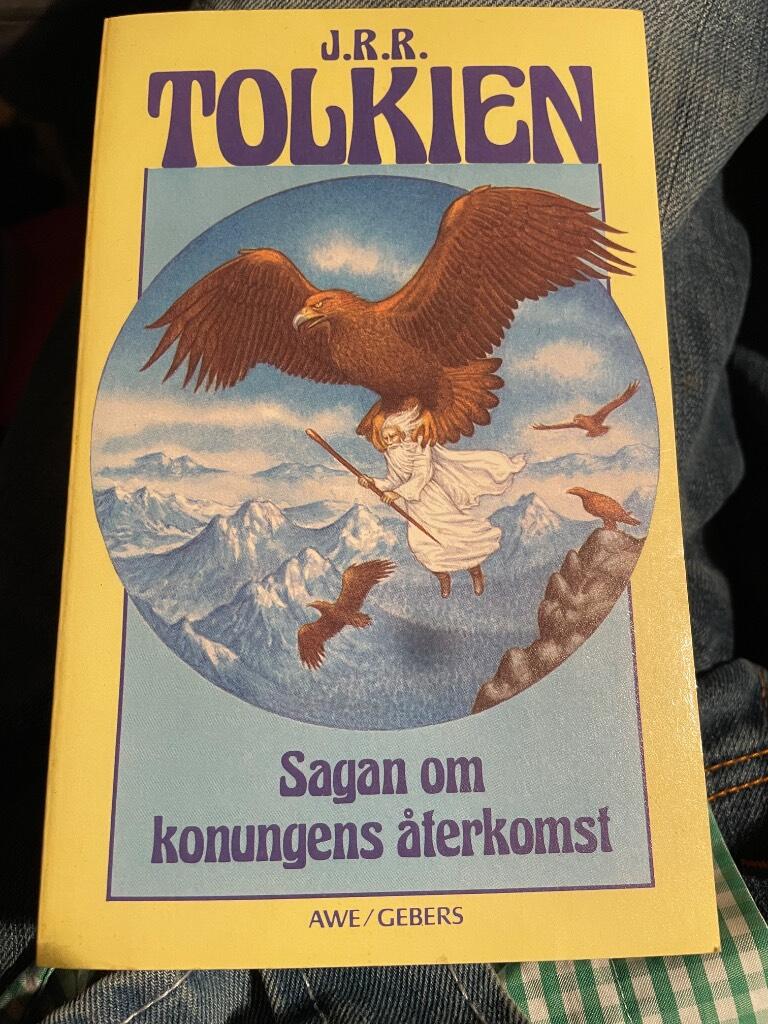 J.R.R.
TOLKIEN
Sagan om
konungens återkomst
AWE/GEBERS